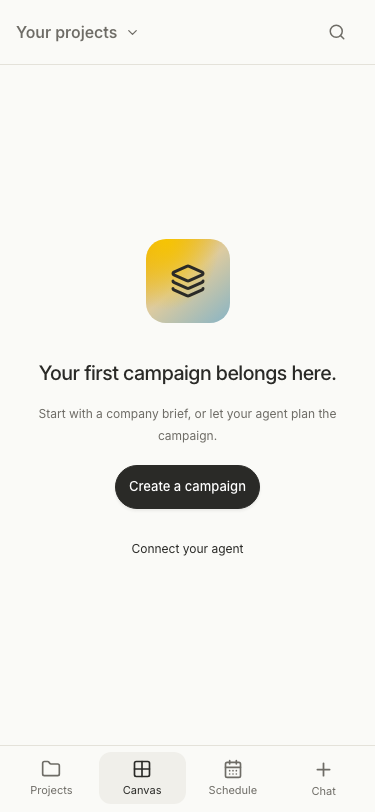 Your projects
Your first campaign belongs here.
Start with a company brief, or let your agent plan the
campaign.
Create a campaign
Connect your agent
Projects
Canvas
Schedule
Chat